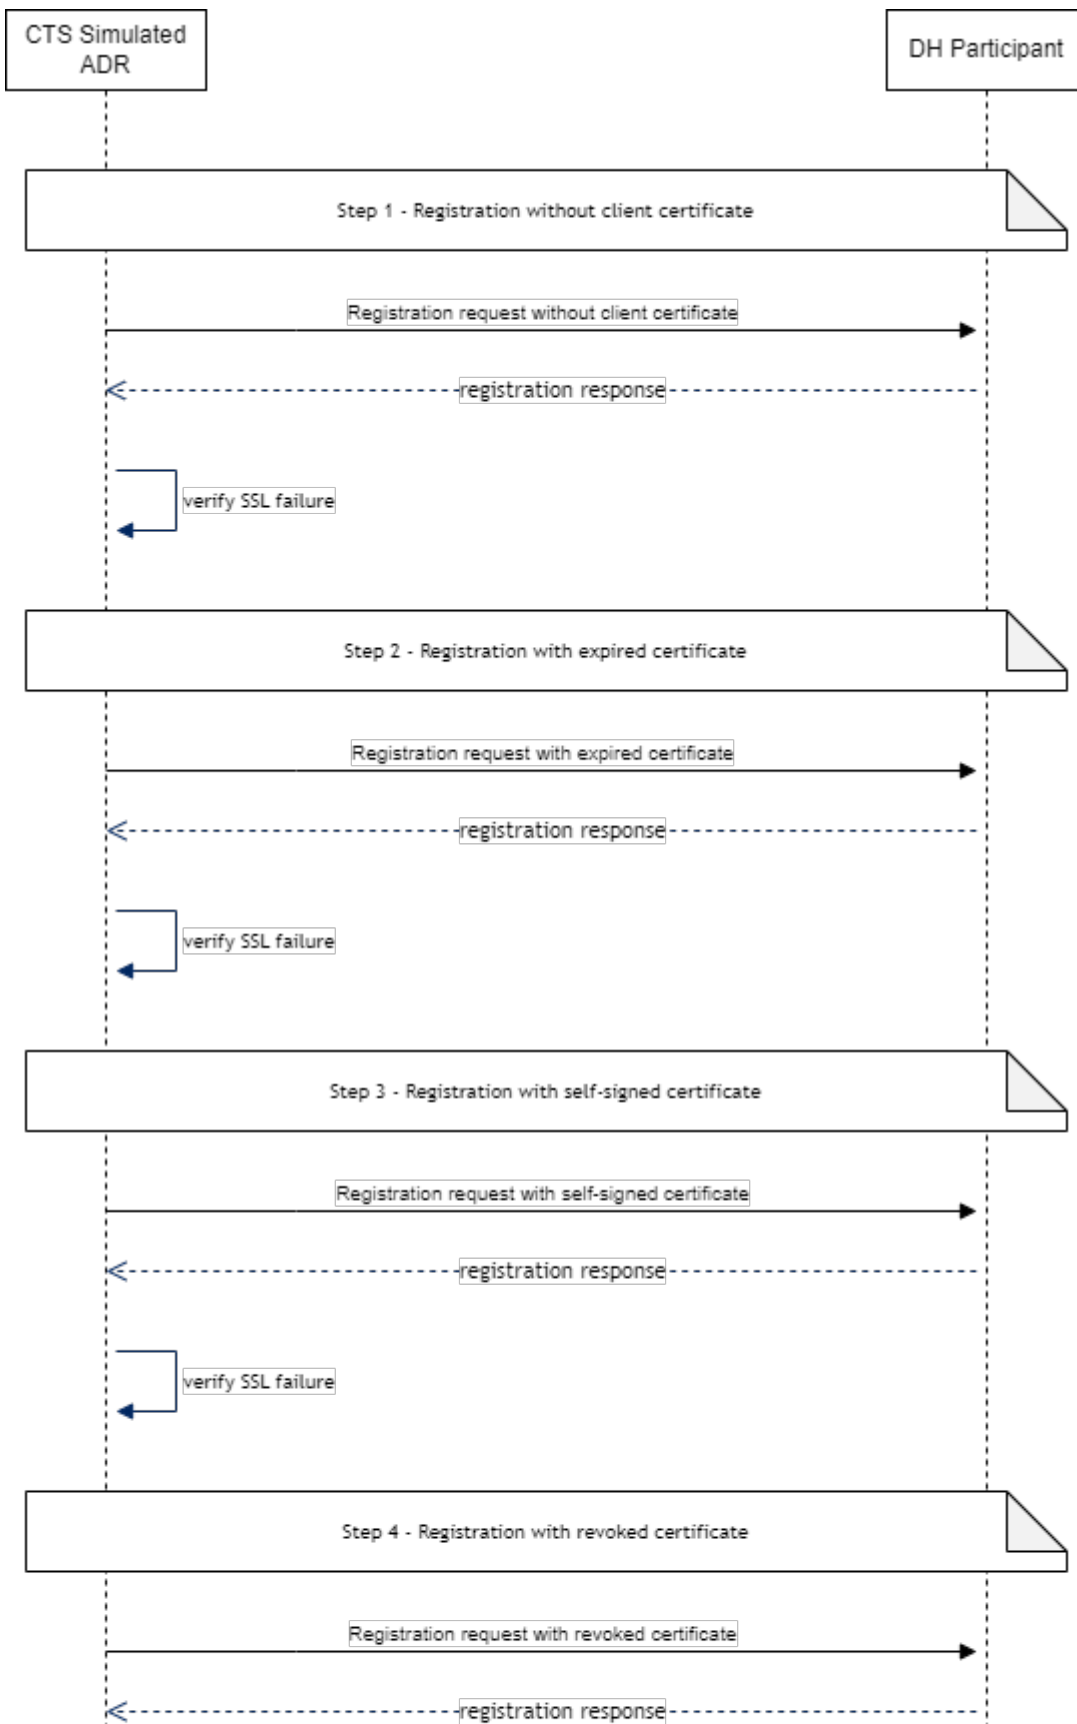 CTS Simulated
ADR
DH Participant
Step 1 - Registration without client certificate
Registration request without client certificate
registration response
verify SSL failure
Step 2 - Registration with expired certificate
Registration request with expired certificate
registration response
verify SSL failure
Step 3 - Registration with self-signed certificate
Registration request with self-signed certificate
registration response
verify SSL failure
Step 4 - Registration with revoked certificate
Registration request with revoked certificate
registration response